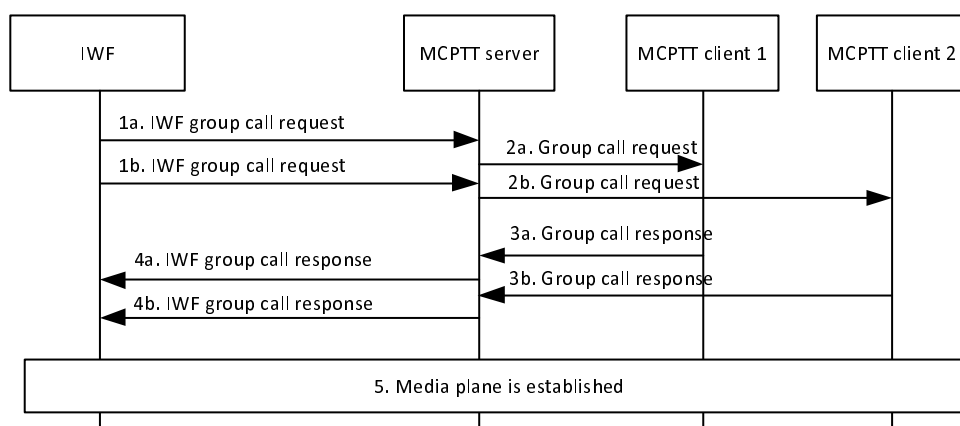 IWF
MCPTT server
MCPTT client 1
MCPTT client 2
1a. IWF group call request
2a. Group call request
1b. IWF group call request
2b. Group call request
3a. Group call response
4a. IWF group call response
3b. Group call response
4b. IWF group call response
5. Media plane is established